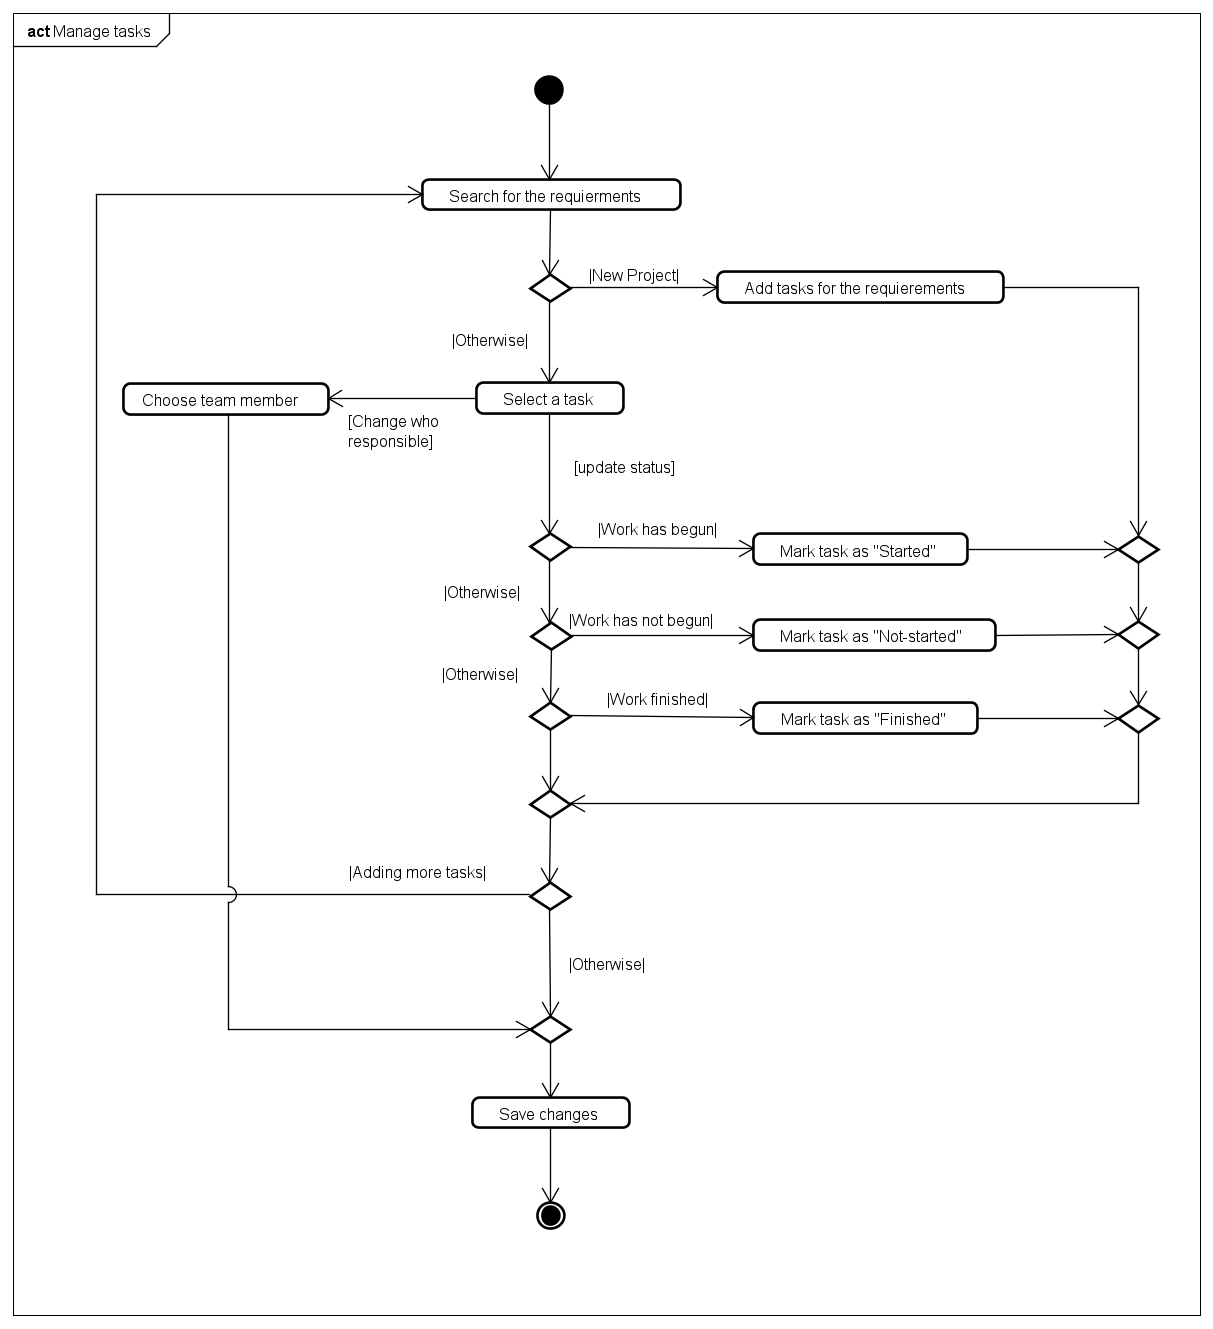 act Manage tasks
Search for the requierments
|New Project|
Add tasks for the requierements
|Otherwise|
Choose team member
Select a task
[Change who
responsible]
[update status]
|Work has begun|
Mark task as "Started"
|Otherwise|
|Work has not begun|
Mark task as "Not-started"
|Otherwise|
|Work finished|
Mark task as "Finished"
|Adding more tasks|
|Otherwise|
Save changes